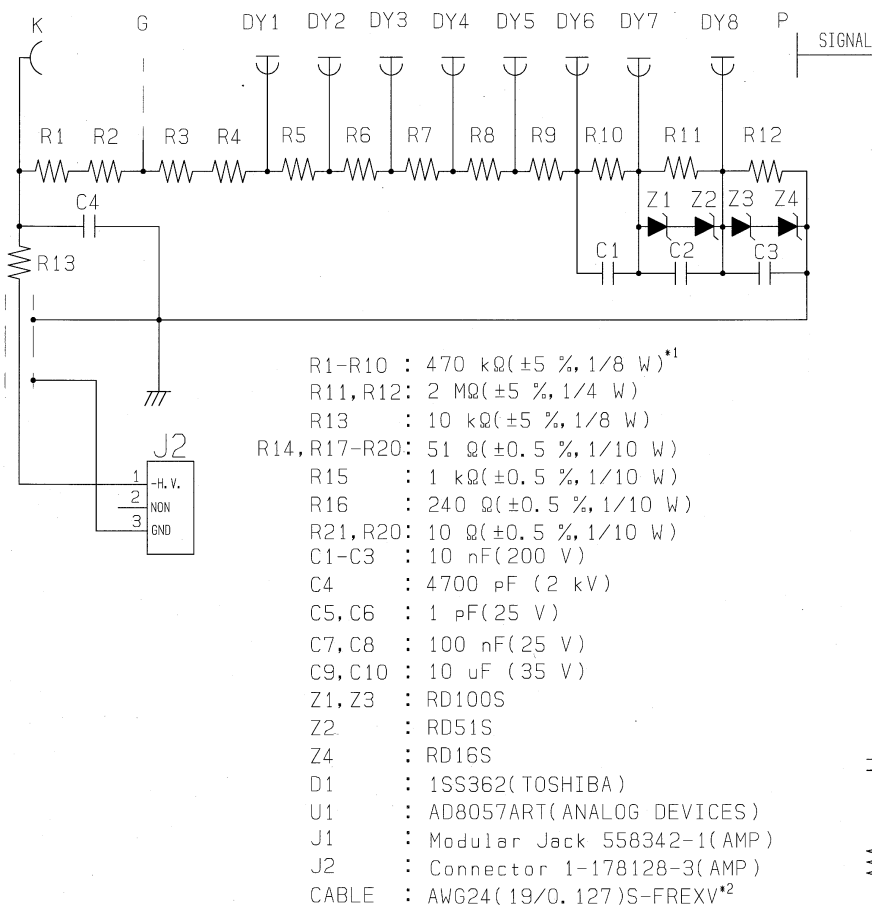 K G DY1 DY2 DY3 DY4 DY5 DY6 DY7 DY8 P
SIGNAL
R1 R2 R3 R4 R5 R6 R7 R8 R9 R10 R11 R12
C4 Z1 Z2 Z3 Z4
R13 C1 C2 C3
J2
1 -H.V.
2 NON
3 GND
R1-R10 : 470 kΩ(±5 %, 1/8 W)*1
R11,R12: 2 MΩ(±5 %, 1/4 W)
R13 : 10 kΩ(±5 %, 1/8 W)
R14,R17-R20: 51 Ω(±0.5 %, 1/10 W)
R15 : 1 kΩ(±0.5 %, 1/10 W)
R16 : 240 Ω(±0.5 %, 1/10 W)
R21,R20: 10 Ω(±0.5 %, 1/10 W)
C1-C3 : 10 nF(200 V)
C4 : 4700 pF (2 kV)
C5,C6 : 1 pF(25 V)
C7,C8 : 100 nF(25 V)
C9,C10 : 10 uF (35 V)
Z1,Z3 : RD100S
Z2 : RD51S
Z4 : RD16S
D1 : 1SS362(TOSHIBA)
U1 : AD8057ART(ANALOG DEVICES)
J1 : Modular Jack 558342-1(AMP)
J2 : Connector 1-178128-3(AMP)
CABLE : AWG24(19/0.127)S-FREXV*2